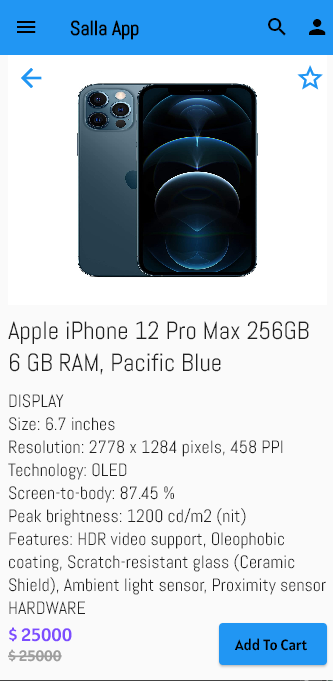 Salla App
Apple iPhone 12 Pro Max 256GB
6 GB RAM, Pacific Blue
DISPLAY
Size: 6.7 inches
Resolution: 2778 x 1284 pixels, 458 PPI
Technology: OLED
Screen-to-body: 87.45 %
Peak brightness: 1200 cd/m2 (nit)
Features: HDR video support, Oleophobic
coating, Scratch-resistant glass (Ceramic
Shield), Ambient light sensor, Proximity sensor
HARDWARE
$ 25000
$ 25000
Add To Cart